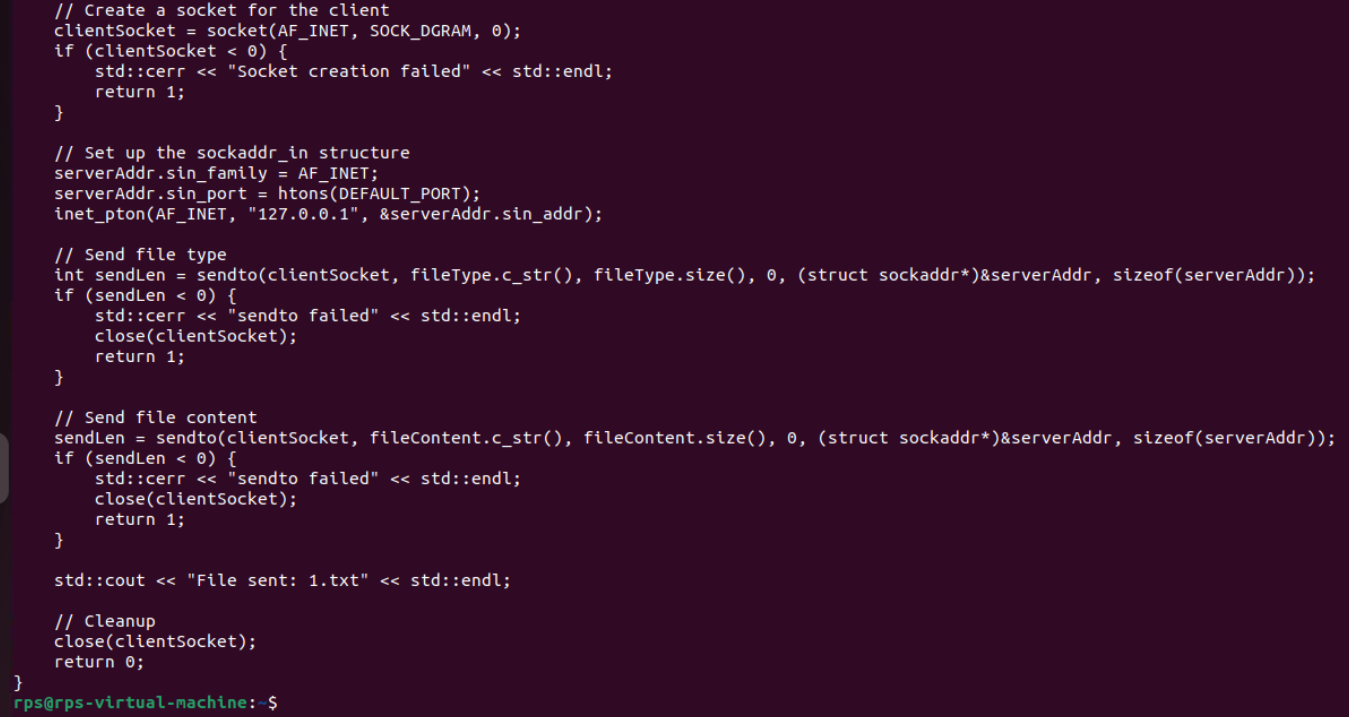 // Create a socket for the client
clientSocket = socket(AF_INET, SOCK_DGRAM, 0);
if (clientSocket < 0) {
std::cerr << "Socket creation failed" << std::endl;
return 1;
}
// Set up the sockaddr_in structure
serverAddr.sin_family = AF_INET;
serverAddr.sin_port = htons(DEFAULT_PORT);
inet_pton(AF_INET, "127.0.0.1", &serverAddr.sin_addr);
// Send file type
int sendLen = sendto(clientSocket, fileType.c_str(), fileType.size(), 0, (struct sockaddr*)&serverAddr, sizeof(serverAddr));
if (sendLen < 0) {
std::cerr << "sendto failed" << std::endl;
close(clientSocket);
return 1;
}
// Send file content
sendLen = sendto(clientSocket, fileContent.c_str(), fileContent.size(), 0, (struct sockaddr*)&serverAddr, sizeof(serverAddr));
if (sendLen < 0) {
std::cerr << "sendto failed" << std::endl;
close(clientSocket);
return 1;
}
std::cout << "File sent: 1.txt" << std::endl;
// Cleanup
close(clientSocket);
return 0;
}
rps@rps-virtual-machine:~$